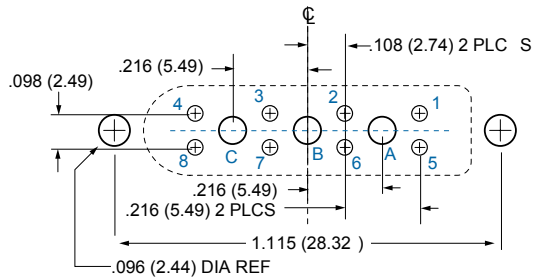 ℄
.108 (2.74) 2 PLC S
.216 (5.49)
.098 (2.49)
4 3 2 1
C B A
8 7 6 5
.216 (5.49)
.216 (5.49) 2 PLCS
1.115 (28.32 )
.096 (2.44) DIA REF